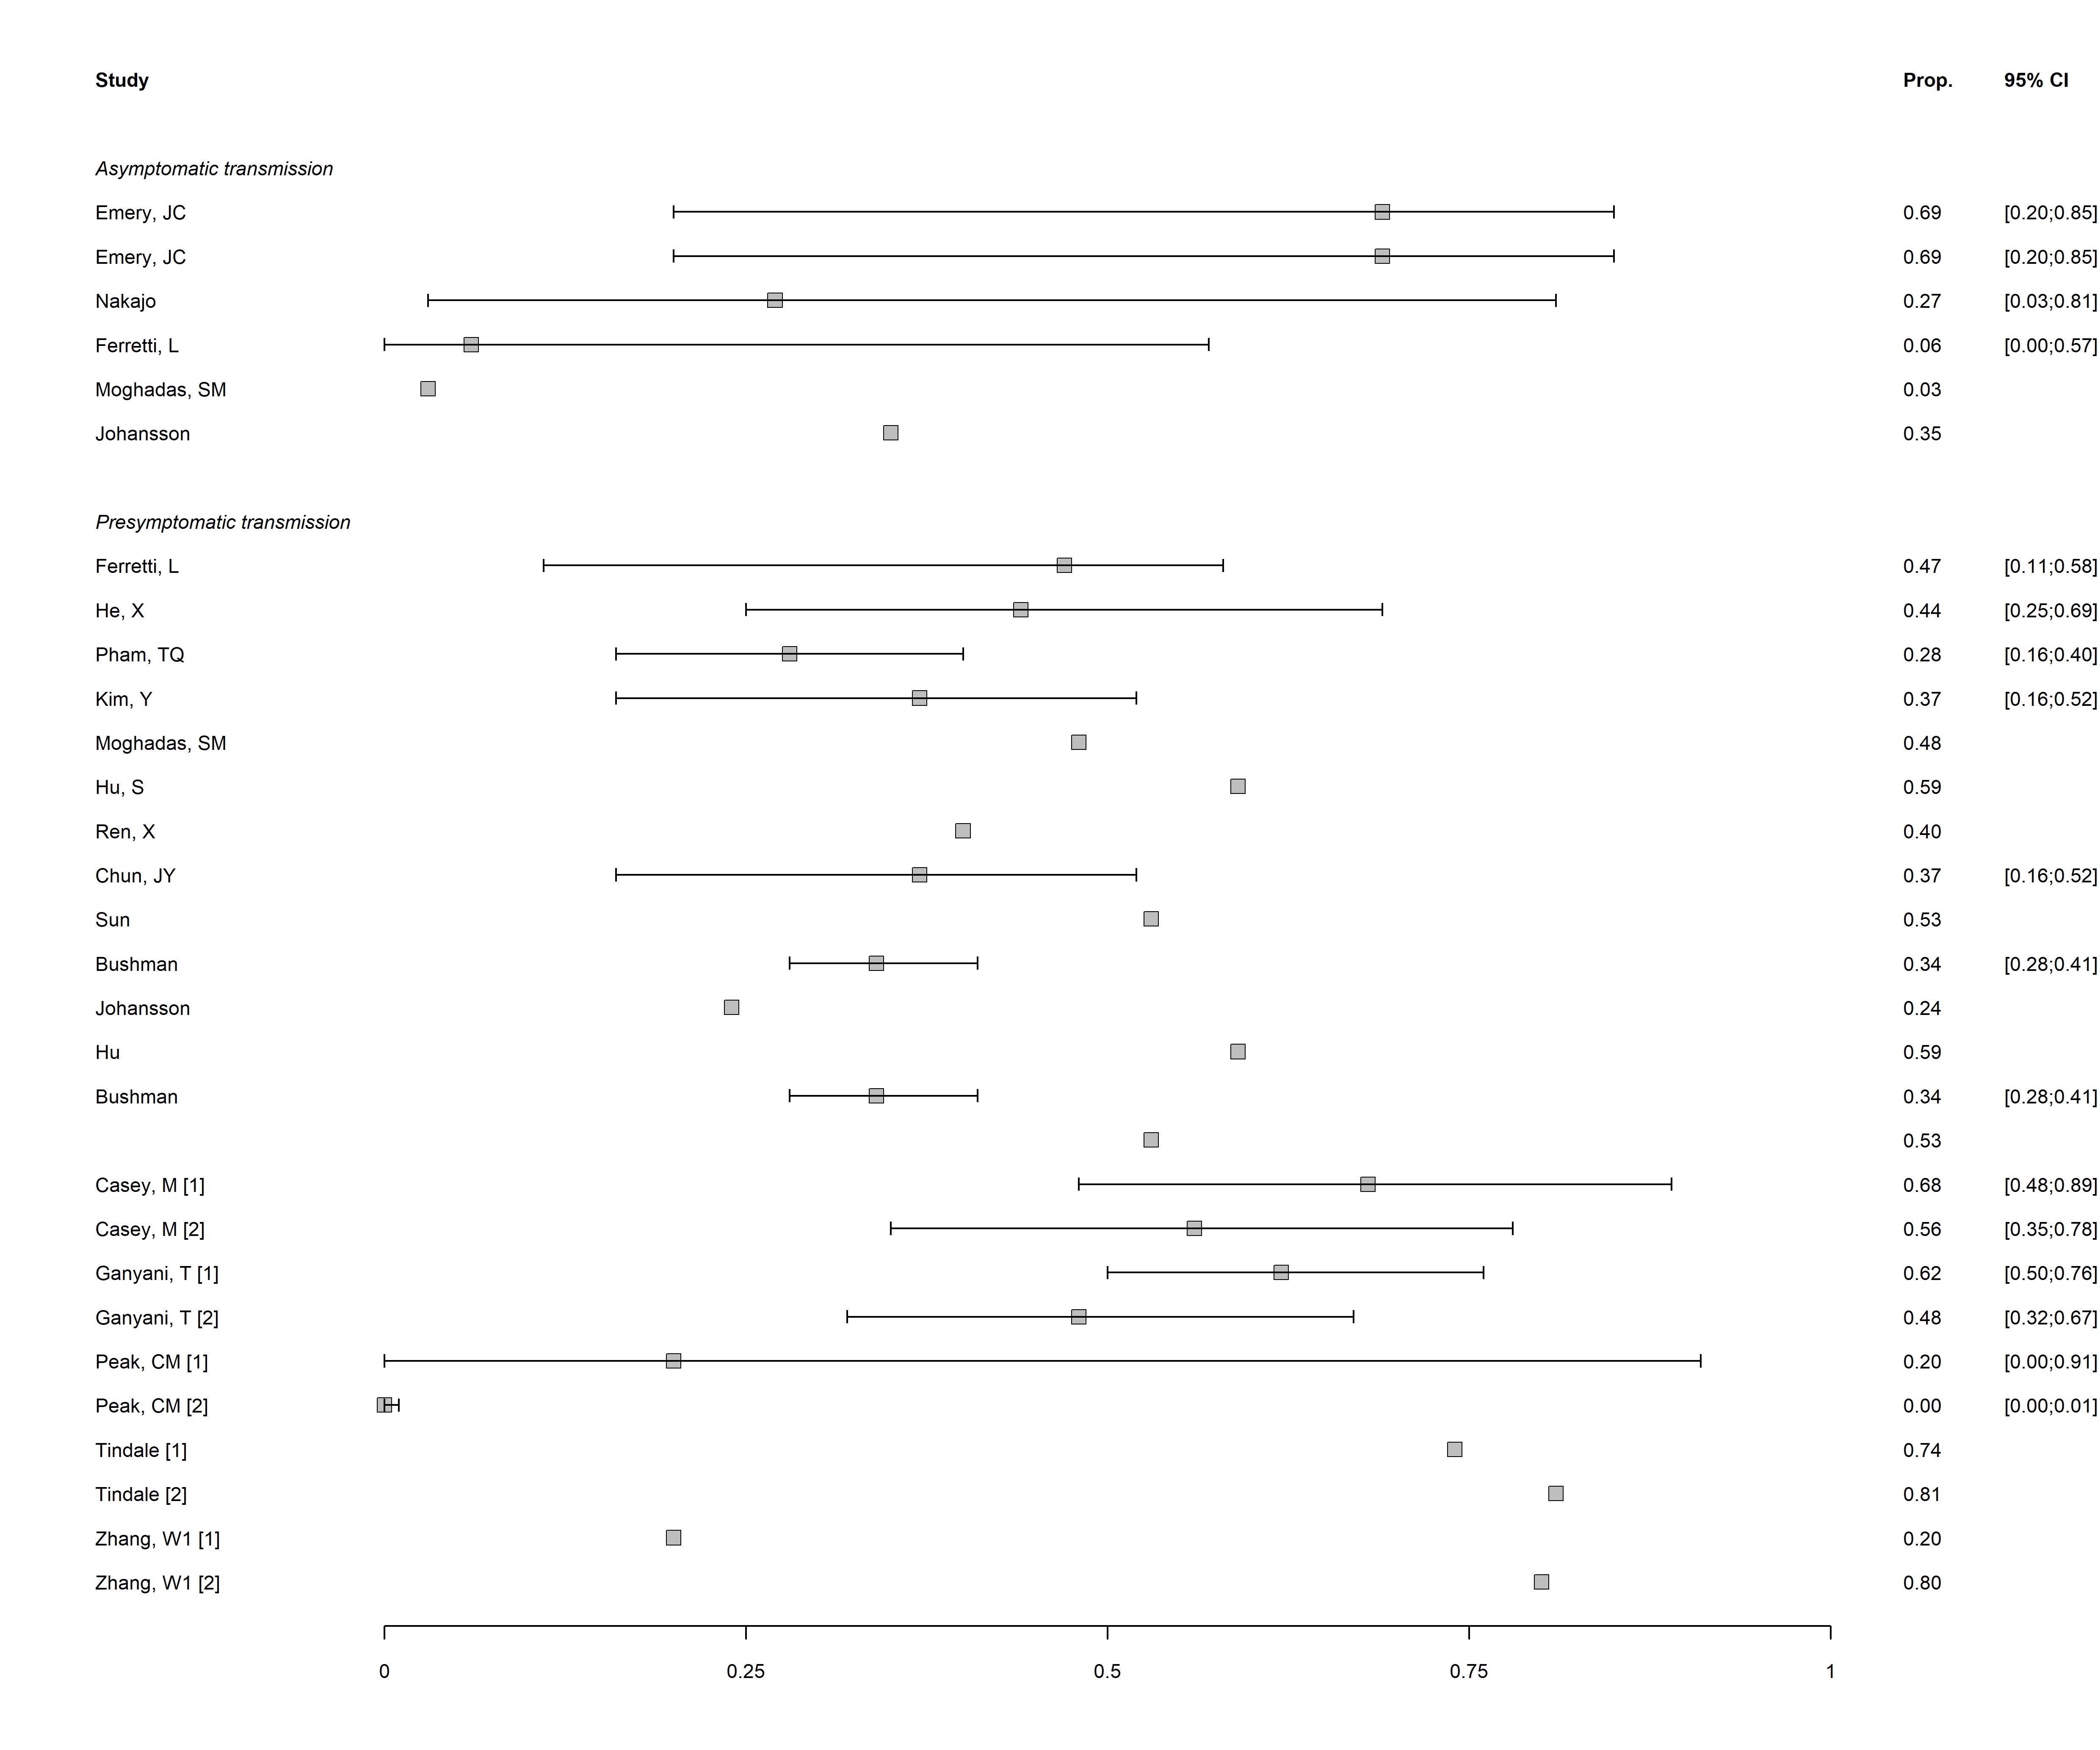 Study Prop. 95% CI
Asymptomatic transmission
Emery, JC 0.69 [0.20;0.85]
Emery, JC 0.69 [0.20;0.85]
Nakajo 0.27 [0.03;0.81]
Ferretti, L 0.06 [0.00;0.57]
Moghadas, SM 0.03
Johansson 0.35
Presymptomatic transmission
Ferretti, L 0.47 [0.11;0.58]
He, X 0.44 [0.25;0.69]
Pham, TQ 0.28 [0.16;0.40]
Kim, Y 0.37 [0.16;0.52]
Moghadas, SM 0.48
Hu, S 0.59
Ren, X 0.40
Chun, JY 0.37 [0.16;0.52]
Sun 0.53
Bushman 0.34 [0.28;0.41]
Johansson 0.24
Hu 0.59
Bushman 0.34 [0.28;0.41]
0.53
Casey, M [1] 0.68 [0.48;0.89]
Casey, M [2] 0.56 [0.35;0.78]
Ganyani, T [1] 0.62 [0.50;0.76]
Ganyani, T [2] 0.48 [0.32;0.67]
Peak, CM [1] 0.20 [0.00;0.91]
Peak, CM [2] 0.00 [0.00;0.01]
Tindale [1] 0.74
Tindale [2] 0.81
Zhang, W1 [1] 0.20
Zhang, W1 [2] 0.80
0 0.25 0.5 0.75 1